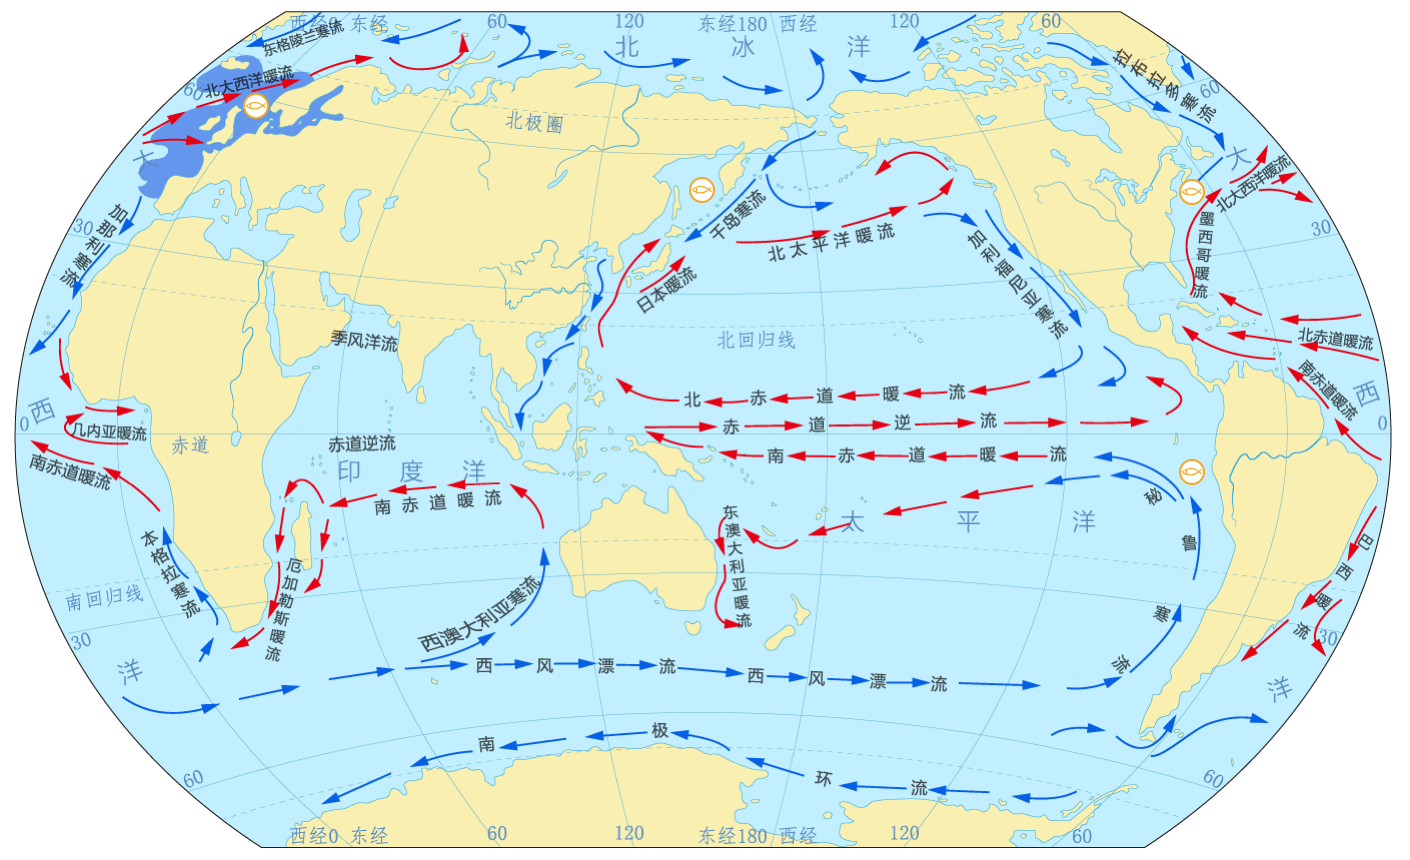 西经0 东经
60
120
东经180 西经
120
60
东格陵兰寒流
北 冰 洋
拉布拉多寒流
60
北大西洋暖流
60
北极圈
大
大
北大西洋暖流
加那利寒流
30
千岛寒流
北太平洋暖流
加利福尼亚寒流
墨西哥暖流
30
日本暖流
季风洋流
北回归线
北赤道暖流
南赤道暖流
西
西
0
0
北赤道暖流
赤道逆流
南赤道暖流
几内亚暖流
赤道
赤道逆流
印度洋
南赤道暖流
南赤道暖流
太平洋
秘鲁寒流
东澳大利亚暖流
本格拉寒流
厄加勒斯暖流
西澳大利亚寒流
巴西暖流
南回归线
30
30
洋
洋
西风漂流
西风漂流
南极环流
60
60
西经0 东经
60
120
东经180 西经
120
60